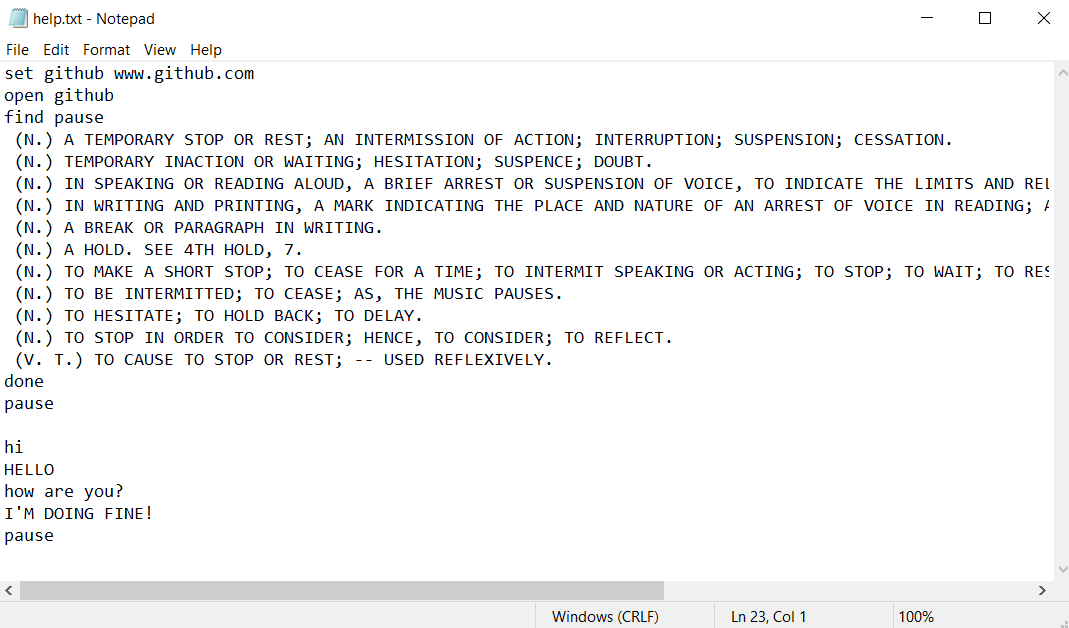 help.txt - Notepad
File Edit Format View Help
set github www.github.com
open github
find pause
(N.) A TEMPORARY STOP OR REST; AN INTERMISSION OF ACTION; INTERRUPTION; SUSPENSION; CESSATION.
(N.) TEMPORARY INACTION OR WAITING; HESITATION; SUSPENCE; DOUBT.
(N.) IN SPEAKING OR READING ALOUD, A BRIEF ARREST OR SUSPENSION OF VOICE, TO INDICATE THE LIMITS AND
(N.) IN WRITING AND PRINTING, A MARK INDICATING THE PLACE AND NATURE OF AN ARREST OF VOICE IN READING;
(N.) A BREAK OR PARAGRAPH IN WRITING.
(N.) A HOLD. SEE 4TH HOLD, 7.
(N.) TO MAKE A SHORT STOP; TO CEASE FOR A TIME; TO INTERMIT SPEAKING OR ACTING; TO STOP; TO WAIT; TO
(N.) TO BE INTERMITTED; TO CEASE; AS, THE MUSIC PAUSES.
(N.) TO HESITATE; TO HOLD BACK; TO DELAY.
(N.) TO STOP IN ORDER TO CONSIDER; HENCE, TO CONSIDER; TO REFLECT.
(V. T.) TO CAUSE TO STOP OR REST; -- USED REFLEXIVELY.
done
pause
hi
HELLO
how are you?
I'M DOING FINE!
pause
Windows (CRLF) Ln 23, Col 1 100%